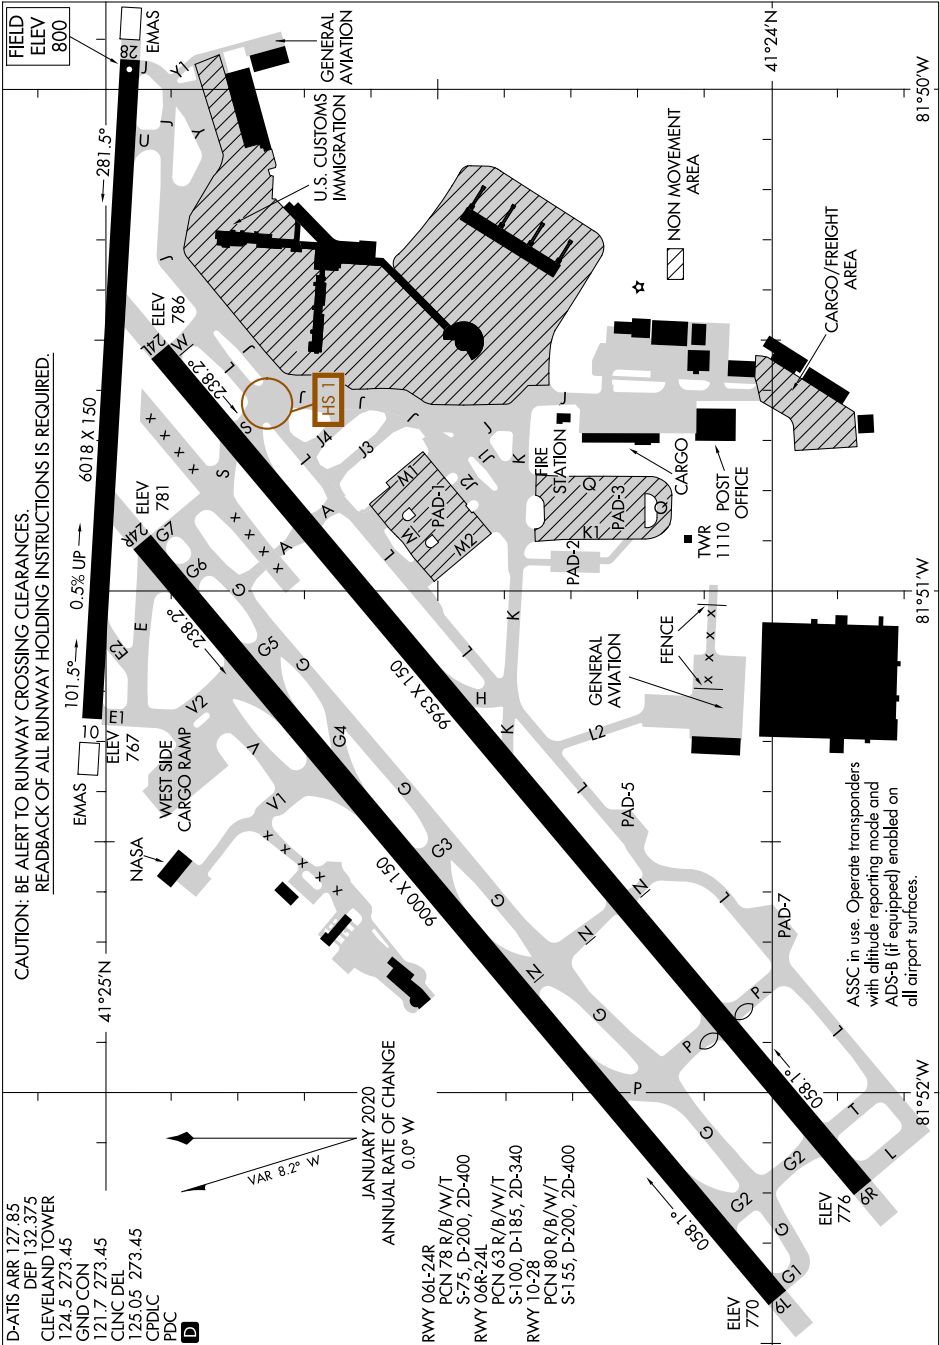 D-ATIS ARR 127.85
DEP 132.375
CLEVELAND TOWER
124.5 273.45
GND CON
121.7 273.45
CLNC DEL
125.05 273.45
CPDLC
PDC
D
CAUTION: BE ALERT TO RUNWAY CROSSING CLEARANCES.
READBACK OF ALL RUNWAY HOLDING INSTRUCTIONS IS REQUIRED.
FIELD
ELEV
800
EMAS
28
J
Y1
GENERAL
AVIATION
U
J
Y
281.5°
U.S. CUSTOMS
IMMIGRATION
J
6018 X 150
0.5% UP
101.5°
10
EMAS
E1
ELEV
767
E2
E
V2
WEST SIDE
CARGO RAMP
NASA
V
V1
X X X X X
41°25'N
41°24'N
81°50'W
81°51'W
81°52'W
ELEV
786
24L
W
238.2°
L
J
S
HS 1
J
J
J
J4
J3
L
A
S
X X X X
X X X X
A
ELEV
781
24R
G7
G6
G
238.2°
G5
G
G4
G
G3
G
9000 X 150
9953 X 150
L
M1
M
PAD-1
M2
J2
J1
J
K
J
FIRE
STATION
CARGO
Q
PAD-3
Q
K1
PAD-2
K
L
H
K
L2
L
PAD-5
POST
OFFICE
TWR
1110
NON MOVEMENT
AREA
CARGO/FREIGHT
AREA
GENERAL
AVIATION
FENCE
X X X X
N1
N
N1
G
P
P
P
L
PAD-7
L
T
L
G
G2
G2
G
G1
058.1°
058.1°
6R
ELEV
776
6L
ELEV
770
ASSC in use. Operate transponders
with altitude reporting mode and
ADS-B (if equipped) enabled on
all airport surfaces.
VAR 8.2° W
JANUARY 2020
ANNUAL RATE OF CHANGE
0.0° W
RWY 06L-24R
PCN 78 R/B/W/T
S-75, D-200, 2D-400
RWY 06R-24L
PCN 63 R/B/W/T
S-100, D-185, 2D-340
RWY 10-28
PCN 80 R/B/W/T
S-155, D-200, 2D-400